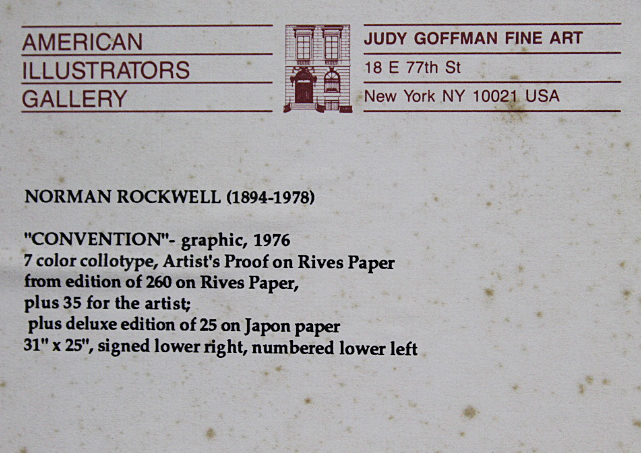 AMERICAN
ILLUSTRATORS
GALLERY
JUDY GOFFMAN FINE ART
18 E 77th St
New York NY 10021 USA
NORMAN ROCKWELL (1894-1978)
"CONVENTION"- graphic, 1976
7 color collotype, Artist's Proof on Rives Paper
from edition of 260 on Rives Paper,
plus 35 for the artist;
plus deluxe edition of 25 on Japon paper
31" x 25", signed lower right, numbered lower left